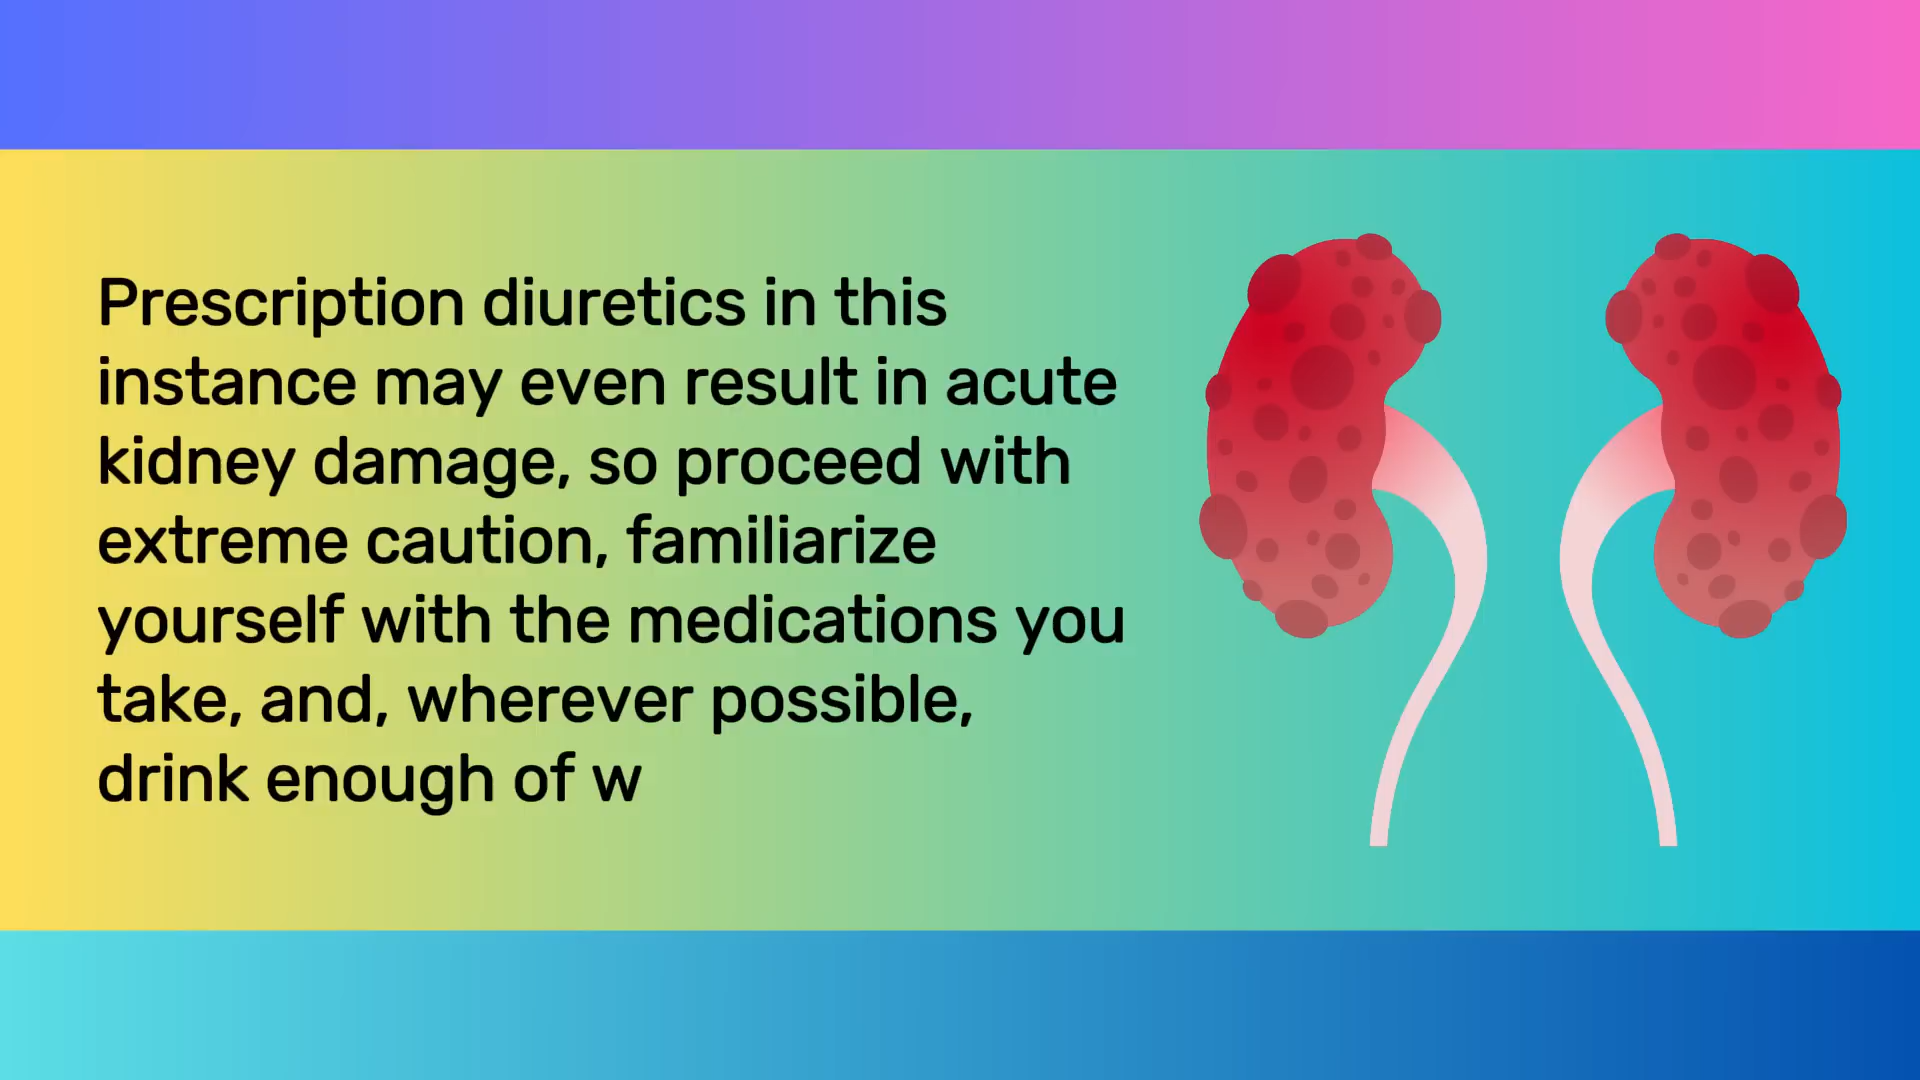 Prescription diuretics in this
instance may even result in acute
kidney damage, so proceed with
extreme caution, familiarize
yourself with the medications you
take, and, wherever possible,
drink enough of w